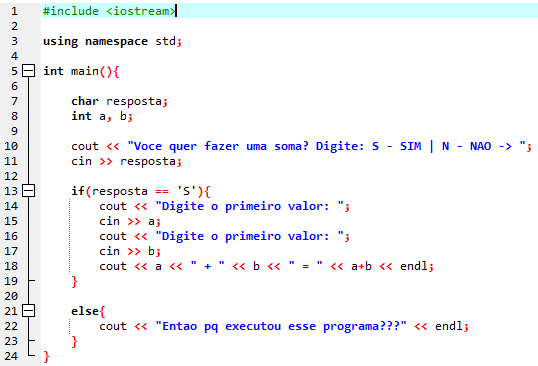 1 #include <iostream>
2
3 using namespace std;
4
5 int main(){
6
7 char resposta;
8 int a, b;
9
10 cout << "Voce quer fazer uma soma? Digite: S - SIM | N - NAO -> ";
11 cin >> resposta;
12
13 if(resposta == 'S'){
14 cout << "Digite o primeiro valor: ";
15 cin >> a;
16 cout << "Digite o primeiro valor: ";
17 cin >> b;
18 cout << a << " + " << b << " = " << a+b << endl;
19 }
20
21 else{
22 cout << "Entao pq executou esse programa???" << endl;
23 }
24 }